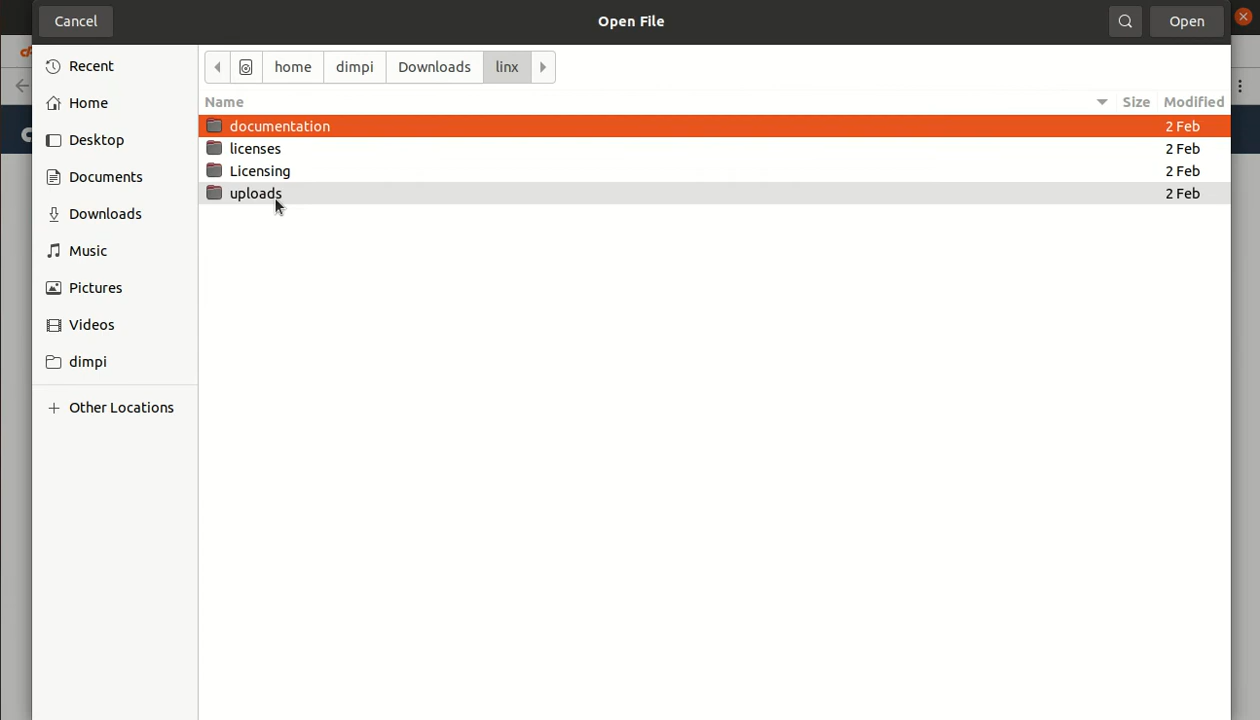 Cancel
Open File
Open
Recent
Home
Desktop
Documents
Downloads
Music
Pictures
Videos
dimpi
Other Locations
home dimpi Downloads linx
Name Size Modified
documentation 2 Feb
licenses 2 Feb
Licensing 2 Feb
uploads 2 Feb